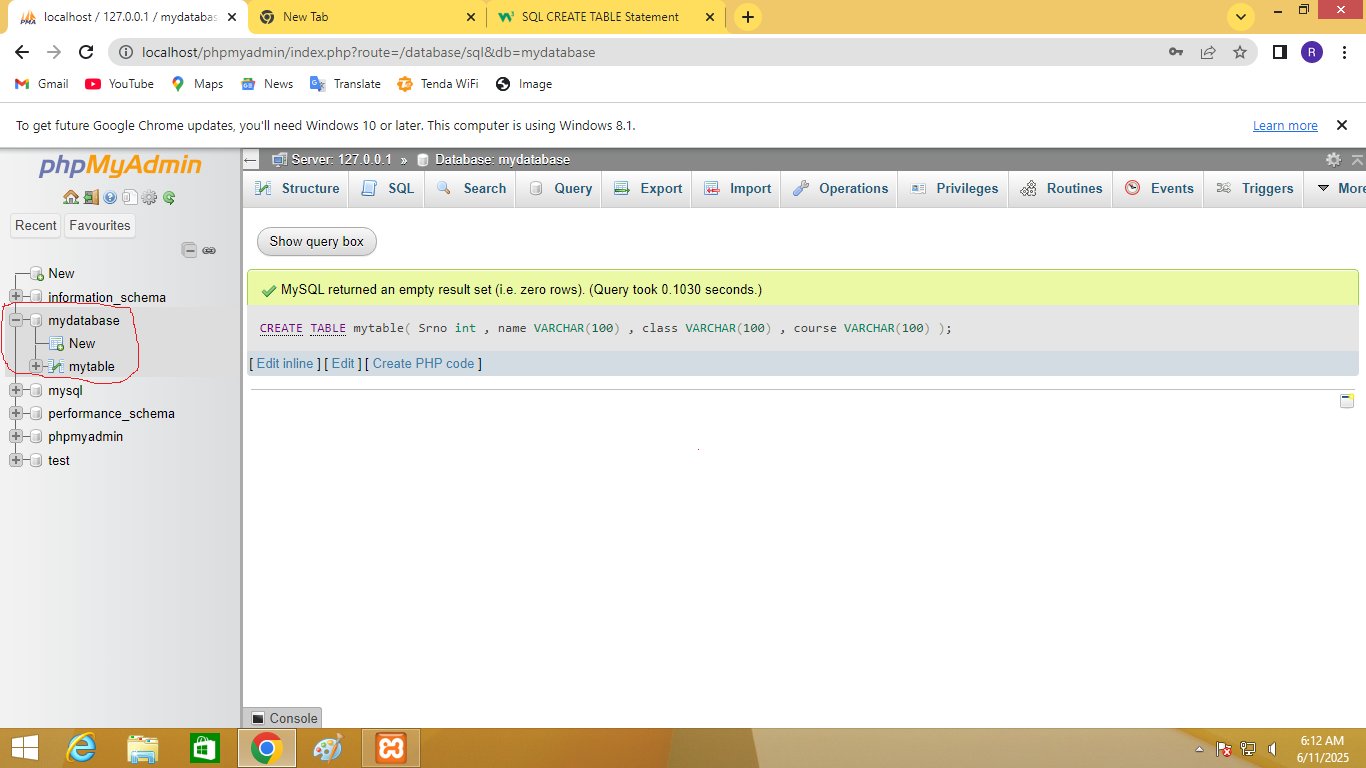 localhost / 127.0.0.1 / mydatabas
New Tab
SQL CREATE TABLE Statement
localhost/phpmyadmin/index.php?route=/database/sql&db=mydatabase
R
Gmail
YouTube
Maps
News
Translate
Tenda WiFi
Image
To get future Google Chrome updates, you'll need Windows 10 or later. This computer is using Windows 8.1.
Learn more
phpMyAdmin
Recent
Favourites
New
information_schema
mydatabase
New
mytable
mysql
performance_schema
phpmyadmin
test
Server: 127.0.0.1 » Database: mydatabase
Structure
SQL
Search
Query
Export
Import
Operations
Privileges
Routines
Events
Triggers
More
Show query box
MySQL returned an empty result set (i.e. zero rows). (Query took 0.1030 seconds.)
CREATE TABLE mytable( Srno int , name VARCHAR(100) , class VARCHAR(100) , course VARCHAR(100) );
[ Edit inline ] [ Edit ] [ Create PHP code ]
Console
6:12 AM
6/11/2025